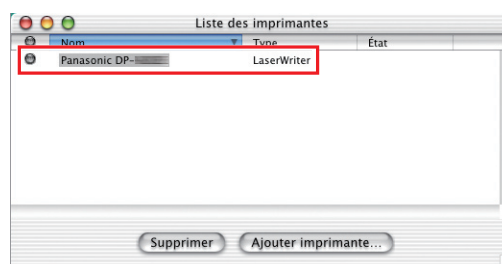 Liste des imprimantes
Nom Type État
Panasonic DP- LaserWriter
Supprimer Ajouter imprimante...